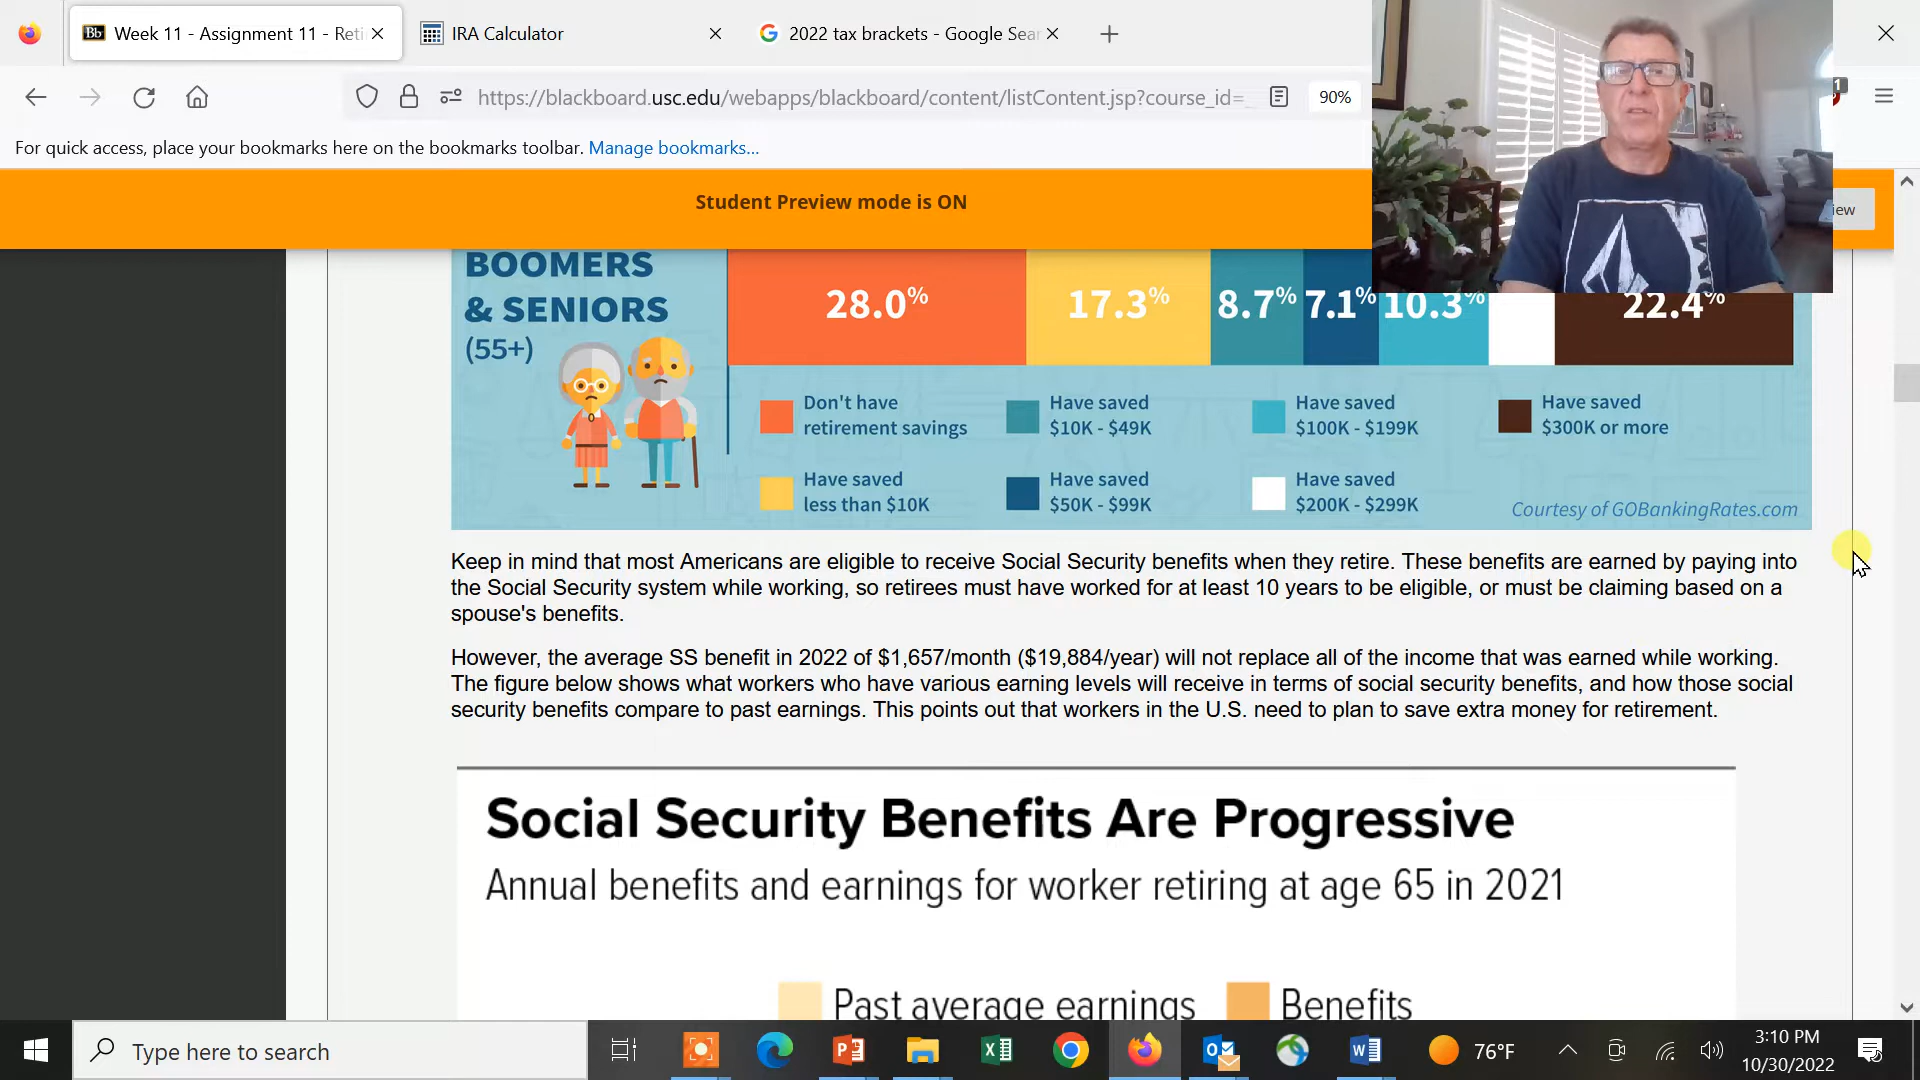 Bb Week 11 - Assignment 11 - Reti
IRA Calculator
2022 tax brackets - Google Sear
https://blackboard.usc.edu/webapps/blackboard/content/listContent.jsp?course_id=_
90%
1
For quick access, place your bookmarks here on the bookmarks toolbar. Manage bookmarks...
Student Preview mode is ON
iew
BOOMERS
& SENIORS
(55+)
28.0%
17.3%
8.7%
7.1%
10.3%
22.4%
Don't have
retirement savings
Have saved
$10K - $49K
Have saved
$100K - $199K
Have saved
$300K or more
Have saved
less than $10K
Have saved
$50K - $99K
Have saved
$200K - $299K
Courtesy of GOBankingRates.com
Keep in mind that most Americans are eligible to receive Social Security benefits when they retire. These benefits are earned by paying into
the Social Security system while working, so retirees must have worked for at least 10 years to be eligible, or must be claiming based on a
spouse's benefits.
However, the average SS benefit in 2022 of $1,657/month ($19,884/year) will not replace all of the income that was earned while working.
The figure below shows what workers who have various earning levels will receive in terms of social security benefits, and how those social
security benefits compare to past earnings. This points out that workers in the U.S. need to plan to save extra money for retirement.
Social Security Benefits Are Progressive
Annual benefits and earnings for worker retiring at age 65 in 2021
Past average earnings
Benefits
Type here to search
76°F
3:10 PM
10/30/2022